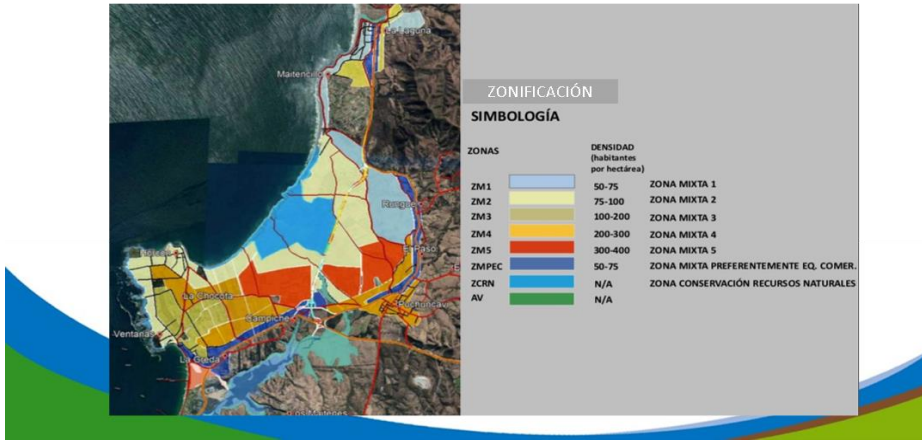 La Laguna
Maitencillo
ZONIFICACIÓN
SIMBOLOGÍA
ZONAS
DENSIDAD
(habitantes
por hectárea)
ZM1 50-75 ZONA MIXTA 1
ZM2 75-100 ZONA MIXTA 2
ZM3 100-200 ZONA MIXTA 3
ZM4 200-300 ZONA MIXTA 4
ZM5 300-400 ZONA MIXTA 5
ZMPEC 50-75 ZONA MIXTA PREFERENTEMENTE EQ. COMER.
ZCRN N/A ZONA CONSERVACIÓN RECURSOS NATURALES
AV N/A
Rungue
El Paso
La Chocota
Puchuncaví
Campiche
Ventanas
La Greda
Los Maitenes